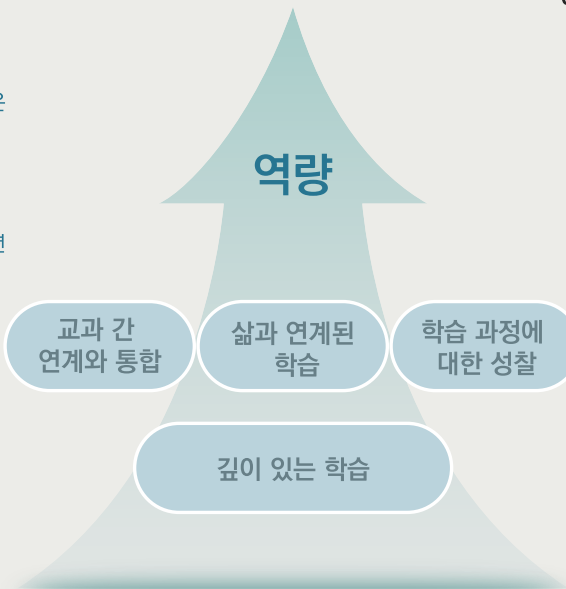 역량
교과 간
연계와 통합
삶과 연계된
학습
학습 과정에
대한 성찰
깊이 있는 학습